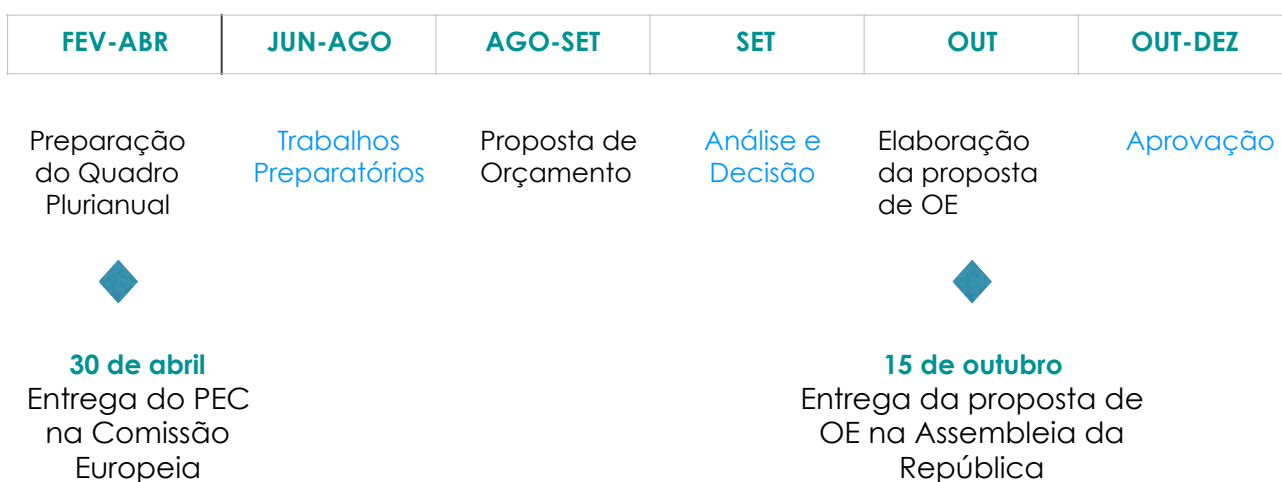 FEV-ABR
JUN-AGO
AGO-SET
SET
OUT
OUT-DEZ
Preparação
do Quadro
Plurianual
Trabalhos
Preparatórios
Proposta de
Orçamento
Análise e
Decisão
Elaboração
da proposta
de OE
Aprovação
30 de abril
Entrega do PEC
na Comissão
Europeia
15 de outubro
Entrega da proposta de
OE na Assembleia da
República